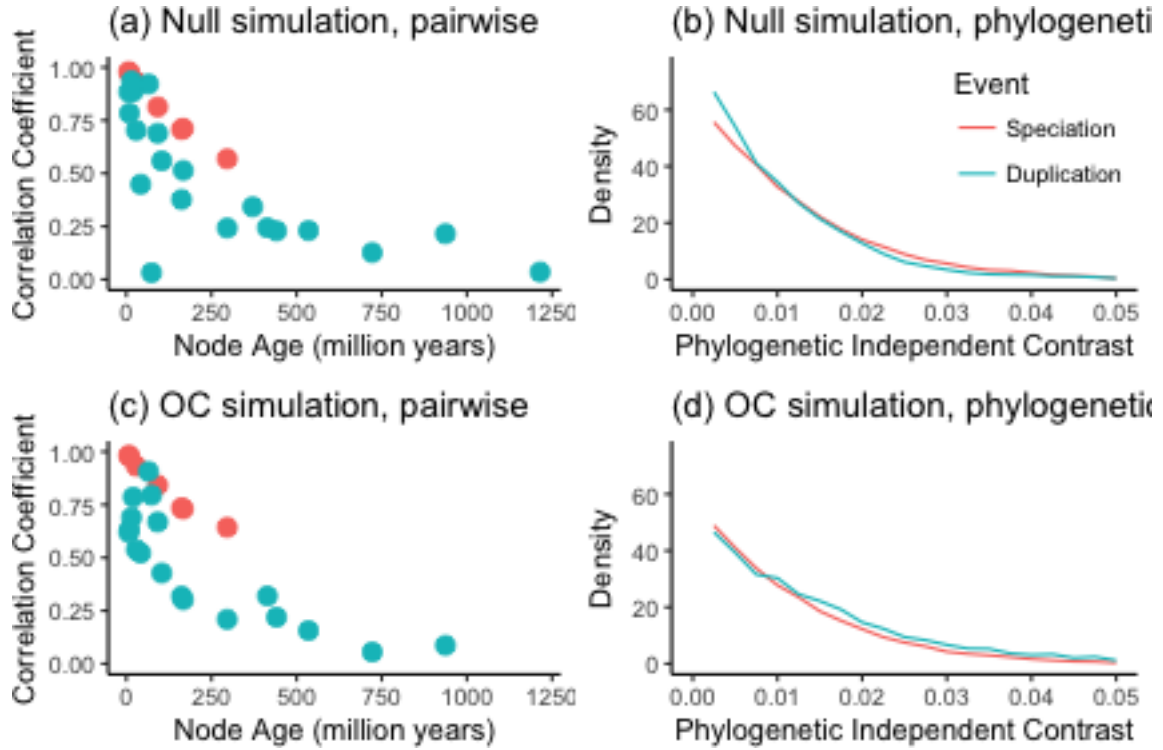 (a) Null simulation, pairwise
Correlation Coefficient
1.00
0.75
0.50
0.25
0.00
0
250
500
750
1000
1250
Node Age (million years)
(b) Null simulation, phylogeneti
Density
60
40
20
0
Event
Speciation
Duplication
0.00
0.01
0.02
0.03
0.04
0.05
Phylogenetic Independent Contrast
(c) OC simulation, pairwise
Correlation Coefficient
1.00
0.75
0.50
0.25
0.00
0
250
500
750
1000
1250
Node Age (million years)
(d) OC simulation, phylogenetic
Density
60
40
20
0
0.00
0.01
0.02
0.03
0.04
0.05
Phylogenetic Independent Contrast